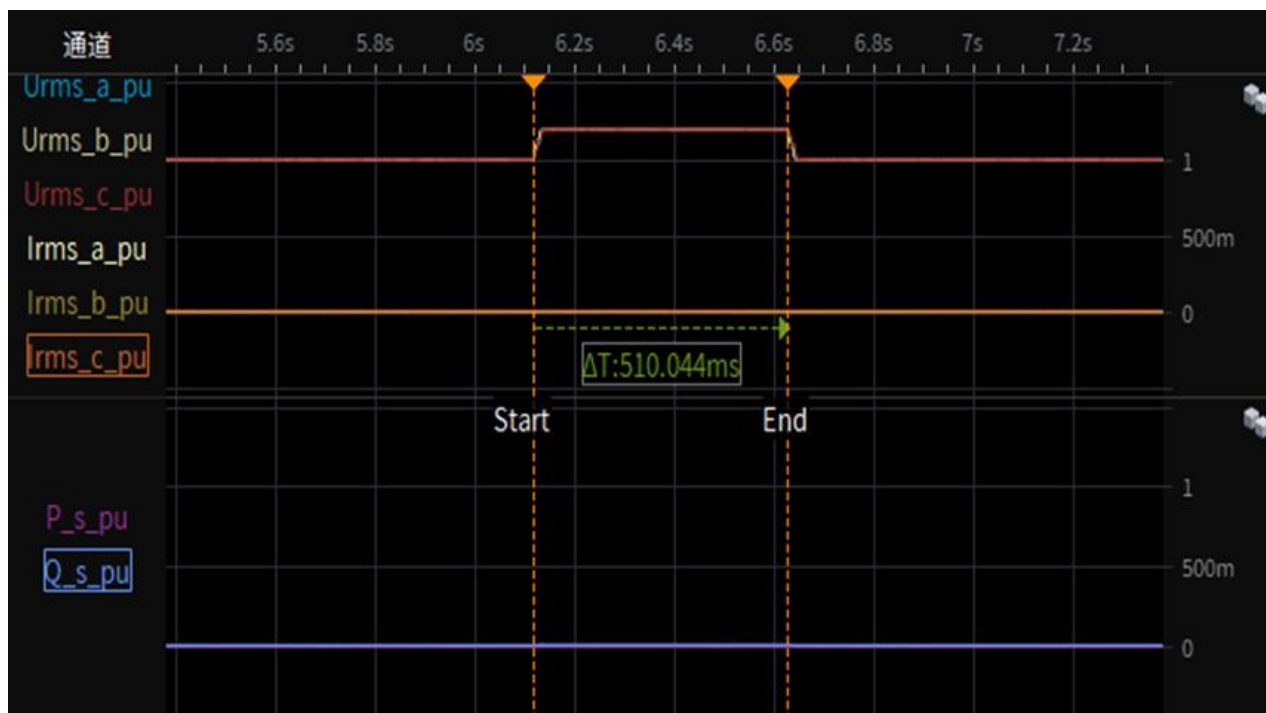 通道
5.6s 5.8s 6s 6.2s 6.4s 6.6s 6.8s 7s 7.2s
Urms_a_pu
Urms_b_pu
1
Urms_c_pu
500m
Irms_a_pu
Irms_b_pu
0
Irms_c_pu
ΔT:510.044ms
Start End
1
P_s_pu
500m
Q_s_pu
0